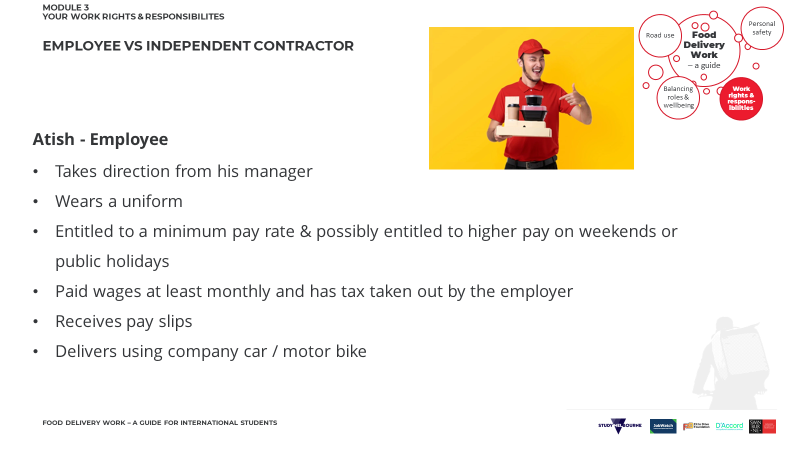 MODULE 3
YOUR WORK RIGHTS & RESPONSIBILITES
EMPLOYEE VS INDEPENDENT CONTRACTOR
Road use
Food
Delivery
Work
– a guide
Personal
safety
Balancing
roles &
wellbeing
Work
rights &
respons-
ibilities
Atish - Employee
• Takes direction from his manager
• Wears a uniform
• Entitled to a minimum pay rate & possibly entitled to higher pay on weekends or
public holidays
• Paid wages at least monthly and has tax taken out by the employer
• Receives pay slips
• Delivers using company car / motor bike
FOOD DELIVERY WORK – A GUIDE FOR INTERNATIONAL STUDENTS
STUDY MELBOURNE
JobWatch
D'Accord